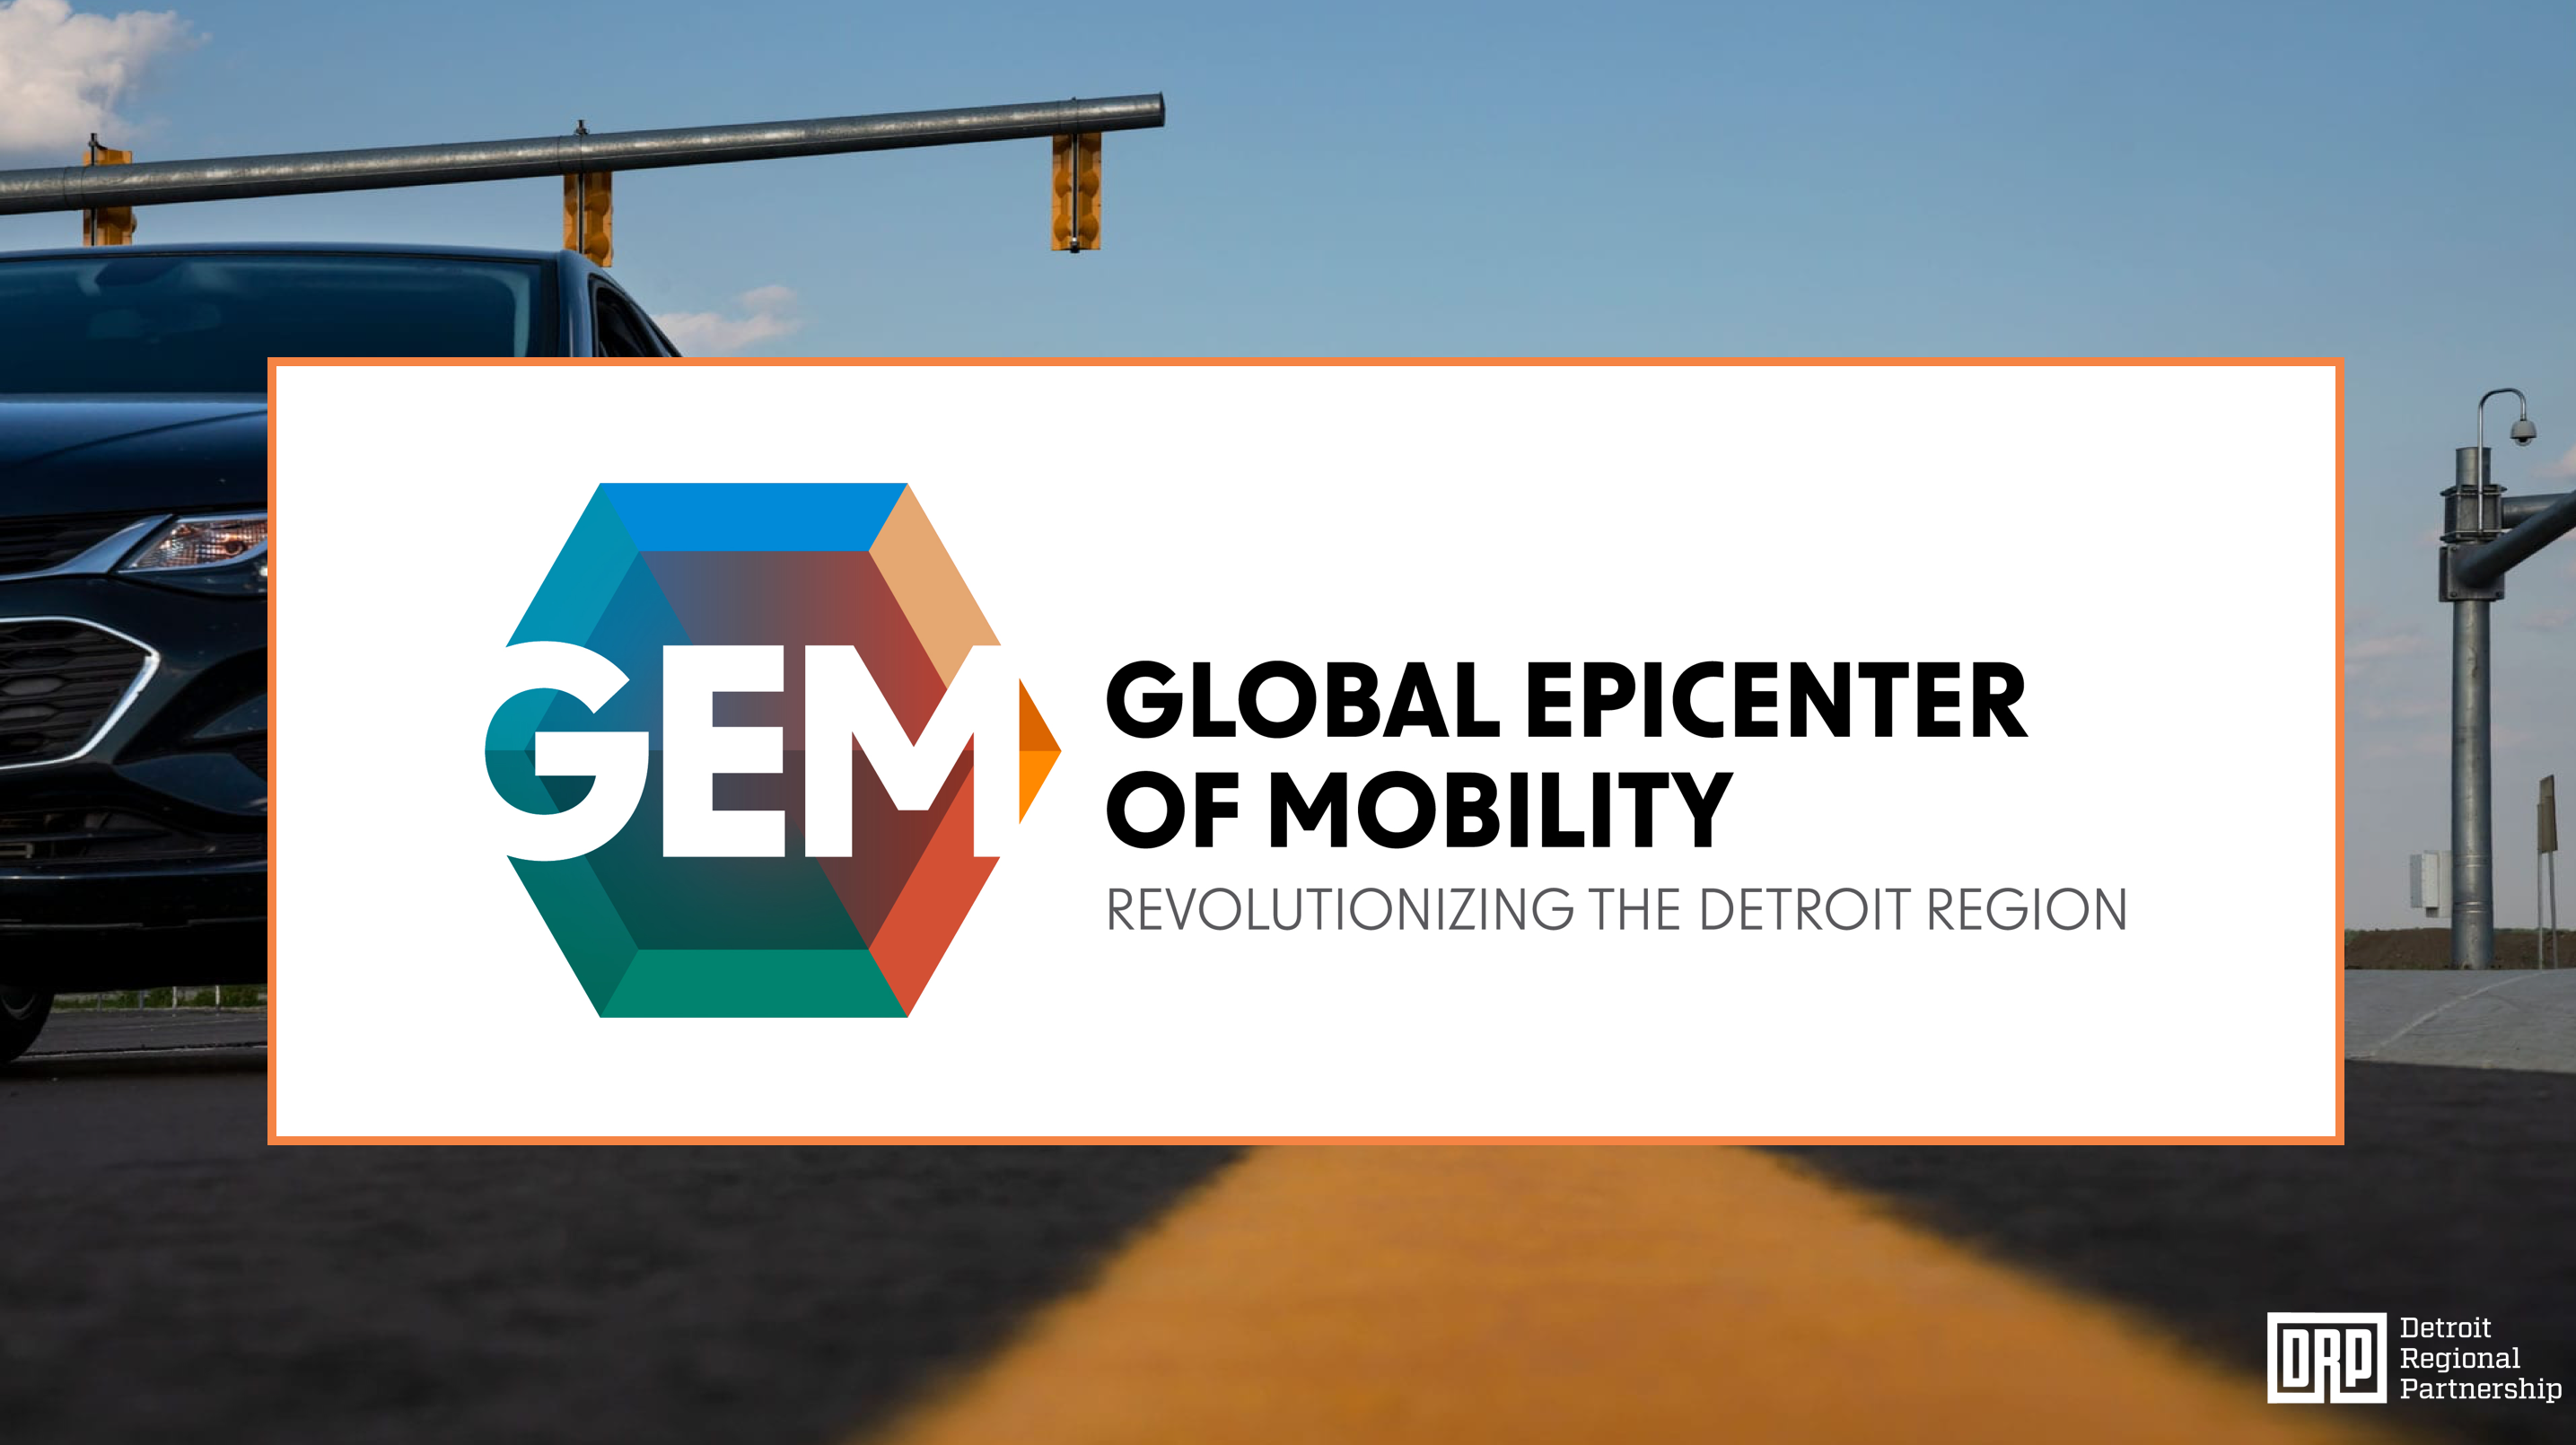 GEM
GLOBAL EPICENTER
OF MOBILITY
REVOLUTIONIZING THE DETROIT REGION
DRP
Detroit
Regional
Partnership